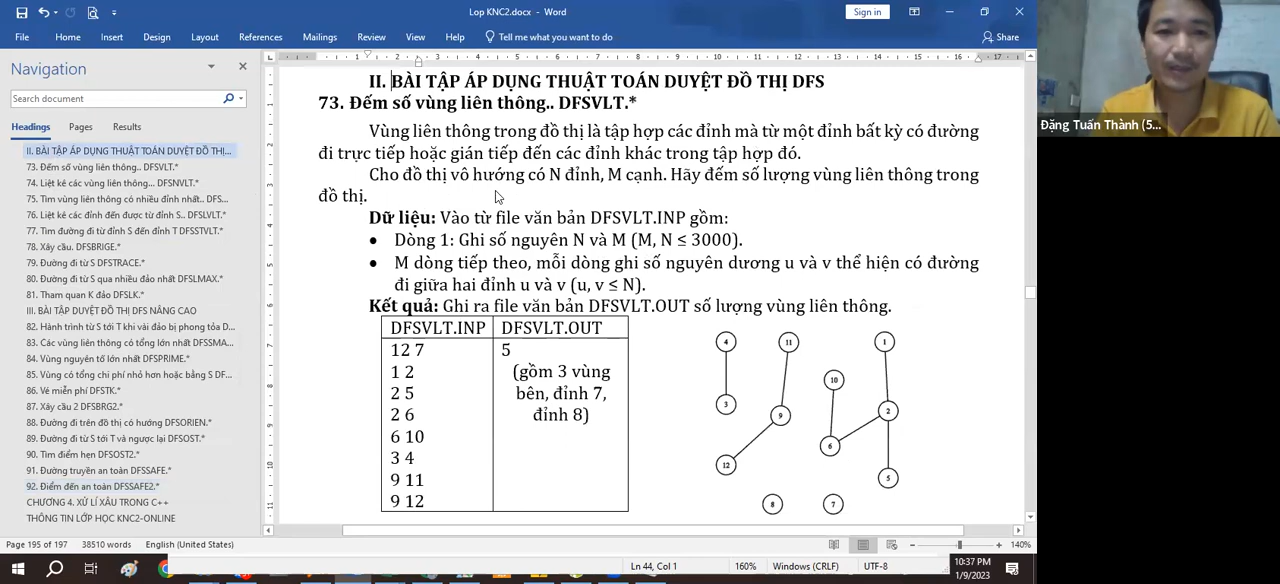 Lop KNC2.docx - Word
Sign in
File Home Insert Design Layout References Mailings Review View Help Tell me what you want to do Share
Navigation
Search document
Headings Pages Results
II. BÀI TẬP ÁP DỤNG THUẬT TOÁN DUYỆT ĐỒ THỊ...
73. Đếm số vùng liên thông.. DFSVLT.*
74. Liệt kê các vùng liên thông... DFSNVLT.*
75. Tìm vùng liên thông có nhiều đỉnh nhất.. DFS...
76. Liệt kê các đỉnh đến được từ đỉnh S.. DFSLVLT.*
77. Tìm đường đi từ đỉnh S đến đỉnh T DFSSTVLT.*
78. Xây cầu. DFSBRIGE.*
79. Đường đi từ S DFSTRACE.*
80. Đường đi từ S qua nhiều đảo nhất DFSLMAX.*
81. Tham quan K đảo DFSLK.*
III. BÀI TẬP DUYỆT ĐỒ THỊ DFS NÂNG CAO
82. Hành trình từ S tới T khi vài đảo bị phong tỏa D...
83. Các vùng liên thông có tổng lớn nhất DFSSMA...
84. Vùng nguyên tố lớn nhất DFSPRIME.*
85. Vùng có tổng chi phí nhỏ hơn hoặc bằng S DF...
86. Vé miễn phí DFSTK.*
87. Xây cầu 2 DFSBRG2.*
88. Đường đi trên đồ thị có hướng DFSORIEN.*
89. Đường đi từ S tới T và ngược lại DFSOST.*
90. Tìm điểm hẹn DFSOST2.*
91. Đường truyền an toàn DFSSAFE.*
92. Điểm đến an toàn DFSSAFE2.*
CHƯƠNG 4. XỬ LÍ XÂU TRONG C++
THÔNG TIN LỚP HỌC KNC2-ONLINE
II. BÀI TẬP ÁP DỤNG THUẬT TOÁN DUYỆT ĐỒ THỊ DFS
73. Đếm số vùng liên thông.. DFSVLT.*
Vùng liên thông trong đồ thị là tập hợp các đỉnh mà từ một đỉnh bất kỳ có đường
đi trực tiếp hoặc gián tiếp đến các đỉnh khác trong tập hợp đó.
Cho đồ thị vô hướng có N đỉnh, M cạnh. Hãy đếm số lượng vùng liên thông trong
đồ thị.
Dữ liệu: Vào từ file văn bản DFSVLT.INP gồm:
• Dòng 1: Ghi số nguyên N và M (M, N ≤ 3000).
• M dòng tiếp theo, mỗi dòng ghi số nguyên dương u và v thể hiện có đường
đi giữa hai đỉnh u và v (u, v ≤ N).
Kết quả: Ghi ra file văn bản DFSVLT.OUT số lượng vùng liên thông.
DFSVLT.INP DFSVLT.OUT
12 7 5
1 2 (gồm 3 vùng
2 5 bên, đỉnh 7,
2 6 đỉnh 8)
6 10
3 4
9 11
9 12
4 11 1
10
3 9 2
6
12
5
8 7
Đặng Tuấn Thành (5...
Page 195 of 197 38510 words English (United States) 140%
Ln 44, Col 1 160% Windows (CRLF) UTF-8
10:37 PM
1/9/2023